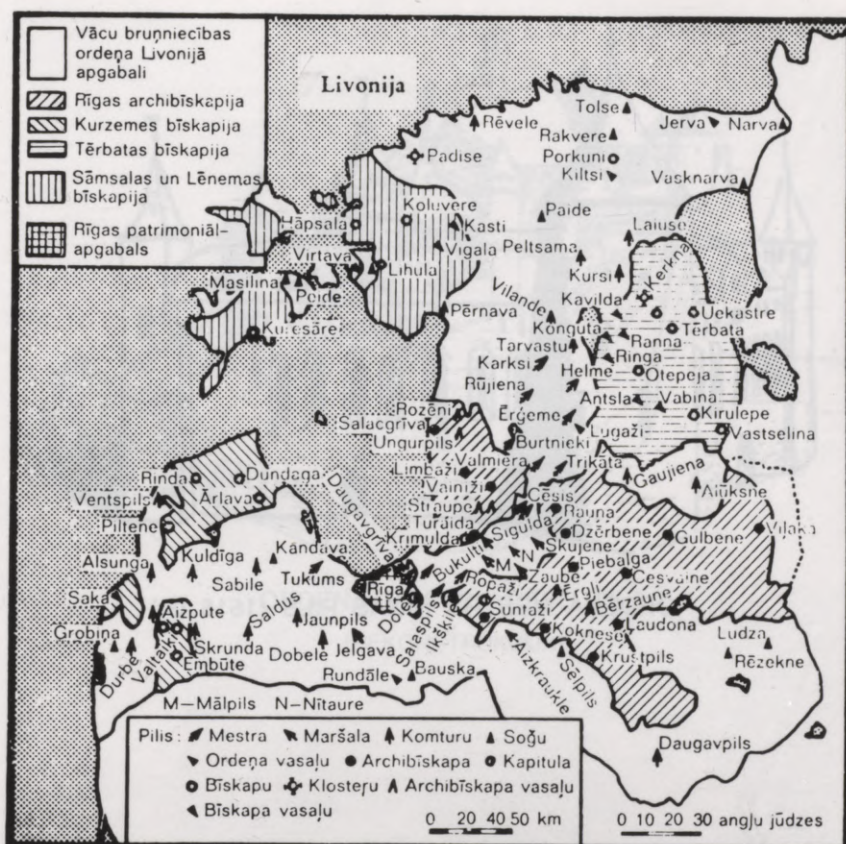 Vācu bruņniecības
ordeņa Livonijā
apgabali
Rīgas archibīskapija
Kurzemes bīskapija
Tērbatas bīskapija
Sāmsalas un Lēnemas
bīskapija
Rīgas patrimoniāl-
apgabals
Livonija
Tolse
Rēvele
Jerva
Narva
Rakvere
Padise
Porkuni
Kiltsi
Vasknarva
Koluvere
Paide
Hāpsala
Kasti
Laiuse
Vigala
Peltsama
Virtava
Lihula
Kursi
Kerkna
Masilina
Peide
Vilande
Kavilda
Uekastre
Pērnava
Kuresāre
Konguta
Tērbata
Ranna
Tarvastu
Ringa
Karksi
Helme
Otepeja
Rūjiena
Antsla
Vabina
Rozēni
Ērģeme
Kirulepe
Salacgrīva
Lugaži
Vastselina
Ungurpils
Burtnieki
Valmiera
Trikāta
Gaujiena
Limbaži
Rinda
Dundaga
Vainiži
Alūksne
Ventspils
Ārlava
Daugavgrīva
Straupe
Cēsis
Rauna
Piltene
Turaida
Sigulda
Dzērbene
Gulbene
Viļaka
Krimulda
Skujene
Alsunga
Kuldīga
Kandava
Bukulti
M
N
Piebalga
Sabile
Tukums
Zaube
Cesvaine
Saka
Rīga
Ropaži
Ērgļi
Bērzaune
Aizpute
Saldus
Dole
Salaspils
Ikšķile
Suntaži
Grobiņa
Jaunpils
Koknese
Ļaudona
Ludza
Durbe
Valtaiķi
Skrunda
Dobele
Jelgava
Aizkraukle
Sēlpils
Krustpils
Rēzekne
Embūte
Rundāle
Bauska
M—Mālpils N—Nītaure
Daugavpils
Pilis: Mestra Maršala Komturu Soģu
Ordeņa vasaļu Archibīskapa Kapitula
Bīskapu Klosteru Archibīskapa vasaļu
Bīskapa vasaļu
0 20 40 50 km
0 10 20 30 angļu jūdzes